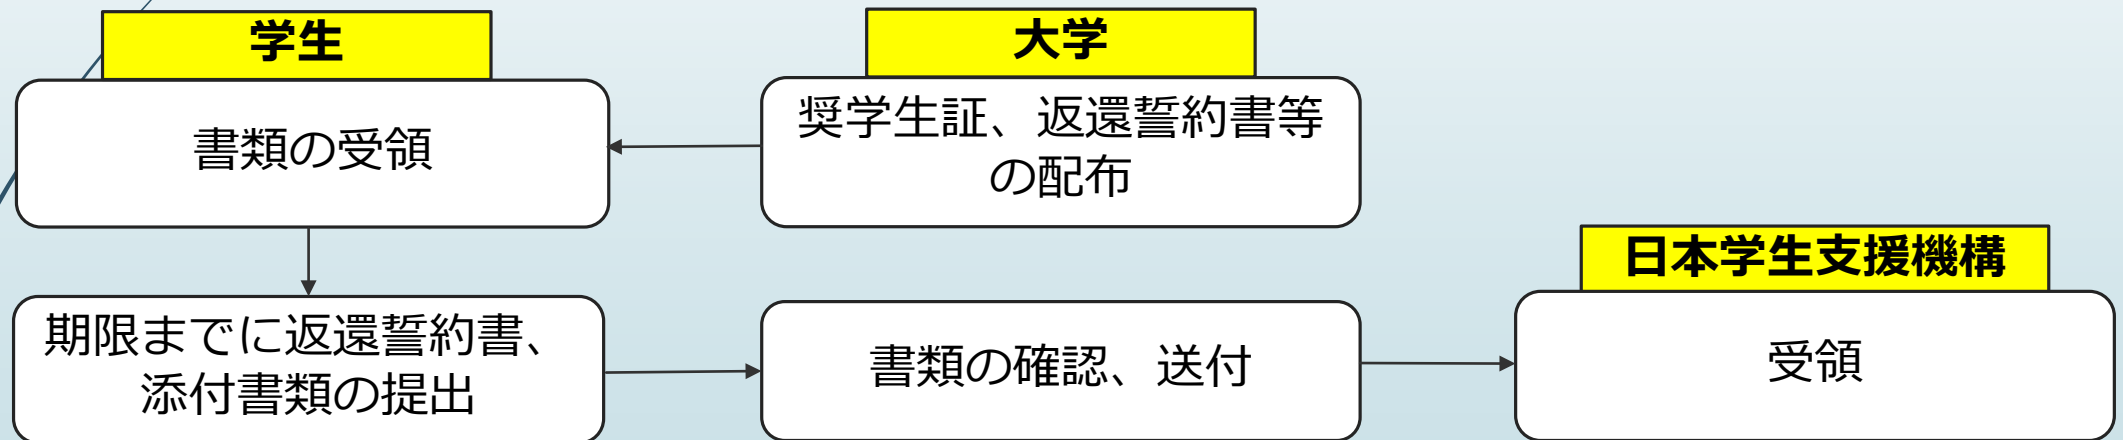 学生
書類の受領
大学
奨学生証、返還誓約書等
の配布
期限までに返還誓約書、
添付書類の提出
書類の確認、送付
日本学生支援機構
受領